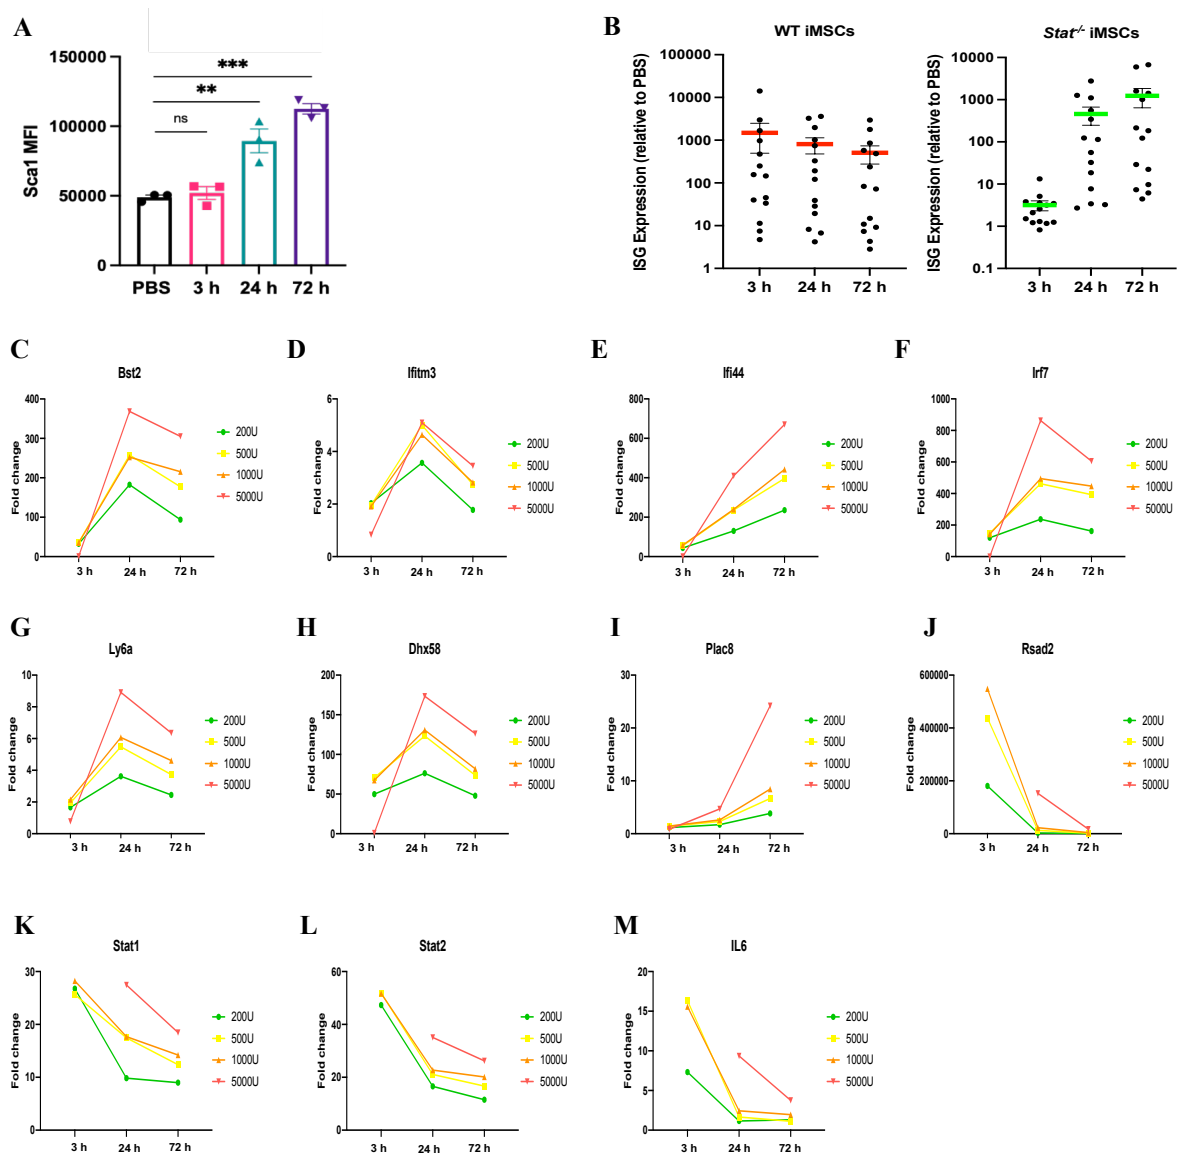 A
Sca1 MFI
150000
100000
50000
0
***
**
ns
PBS
3 h
24 h
72 h
B
WT iMSCs
ISG Expression (relative to PBS)
100000
10000
1000
100
10
1
3 h
24 h
72 h
Stat-/- iMSCs
ISG Expression (relative to PBS)
1000
100
10
1
0.1
3 h
24 h
72 h
C
Bst2
Fold change
400
300
200
100
0
3 h
24 h
72 h
200U
500U
1000U
5000U
D
Ifitm3
Fold change
6
4
2
0
3 h
24 h
72 h
200U
500U
1000U
5000U
E
Ifi44
Fold change
800
600
400
200
0
3 h
24 h
72 h
200U
500U
1000U
5000U
F
Irf7
Fold change
1000
800
600
400
200
0
3 h
24 h
72 h
200U
500U
1000U
5000U
G
Ly6a
Fold change
10
8
6
4
2
0
3 h
24 h
72 h
200U
500U
1000U
5000U
H
Dhx58
Fold change
200
150
100
50
0
3 h
24 h
72 h
200U
500U
1000U
5000U
I
Plac8
Fold change
30
20
10
0
3 h
24 h
72 h
200U
500U
1000U
5000U
J
Rsad2
Fold change
600000
400000
200000
0
3 h
24 h
72 h
200U
500U
1000U
5000U
K
Stat1
Fold change
30
20
10
0
3 h
24 h
72 h
200U
500U
1000U
5000U
L
Stat2
Fold change
60
40
20
0
3 h
24 h
72 h
200U
500U
1000U
5000U
M
IL6
Fold change
20
15
10
5
0
3 h
24 h
72 h
200U
500U
1000U
5000U